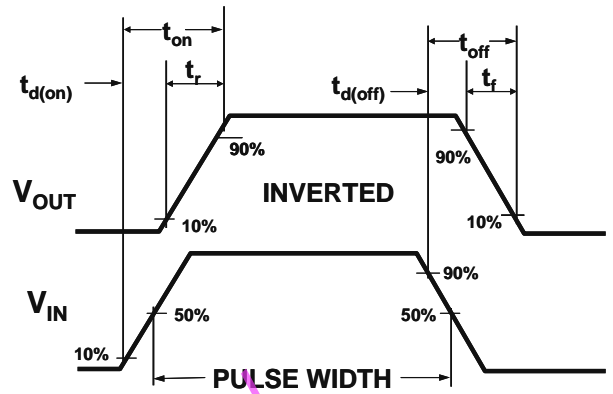 t_on
t_off
t_d(on)
t_r
t_d(off)
t_f
90%
90%
V_OUT
INVERTED
10%
10%
90%
V_IN
50%
50%
10%
PULSE WIDTH